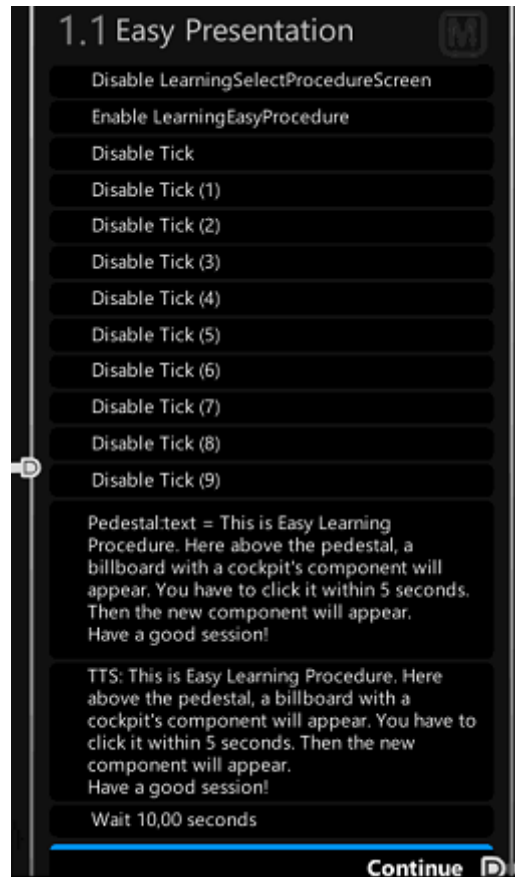 1.1 Easy Presentation M
Disable LearningSelectProcedureScreen
Enable LearningEasyProcedure
Disable Tick
Disable Tick (1)
Disable Tick (2)
Disable Tick (3)
Disable Tick (4)
Disable Tick (5)
Disable Tick (6)
Disable Tick (7)
Disable Tick (8)
Disable Tick (9)
Pedestal:text = This is Easy Learning
Procedure. Here above the pedestal, a
billboard with a cockpit's component will
appear. You have to click it within 5 seconds.
Then the new component will appear.
Have a good session!
TTS: This is Easy Learning Procedure. Here
above the pedestal, a billboard with a
cockpit's component will appear. You have to
click it within 5 seconds. Then the new
component will appear.
Have a good session!
Wait 10,00 seconds
Continue